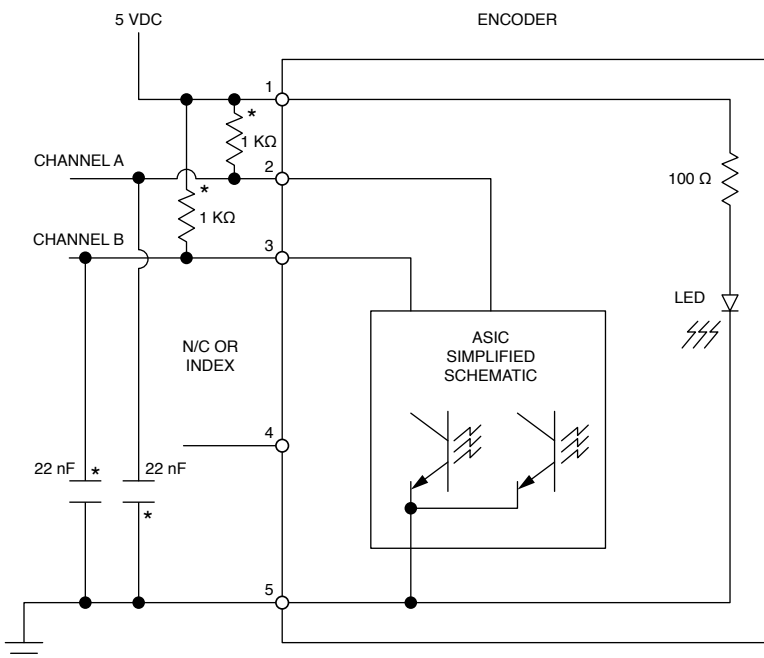 5 VDC
ENCODER
1
*
1 KΩ
CHANNEL A
2
*
1 KΩ
100 Ω
CHANNEL B
3
LED
N/C OR
INDEX
ASIC
SIMPLIFIED
SCHEMATIC
4
22 nF
*
22 nF
*
5